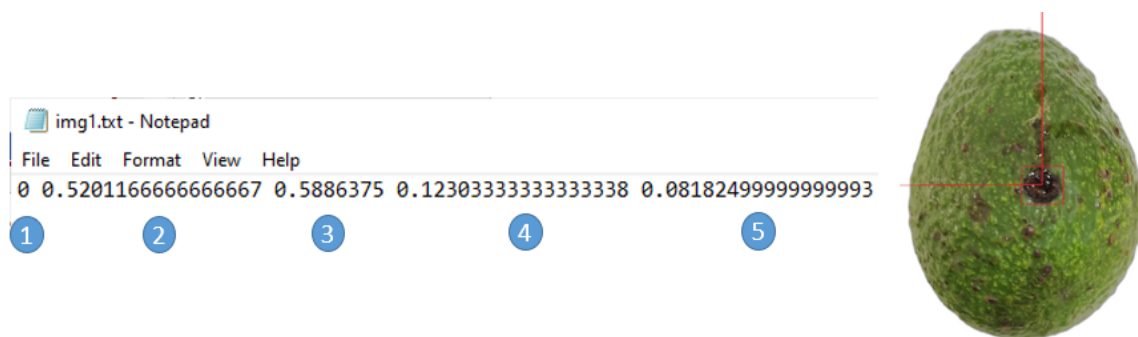 img1.txt - Notepad
File Edit Format View Help
0 0.5201166666666667 0.5886375 0.12303333333333338 0.08182499999999993
1 2 3 4 5